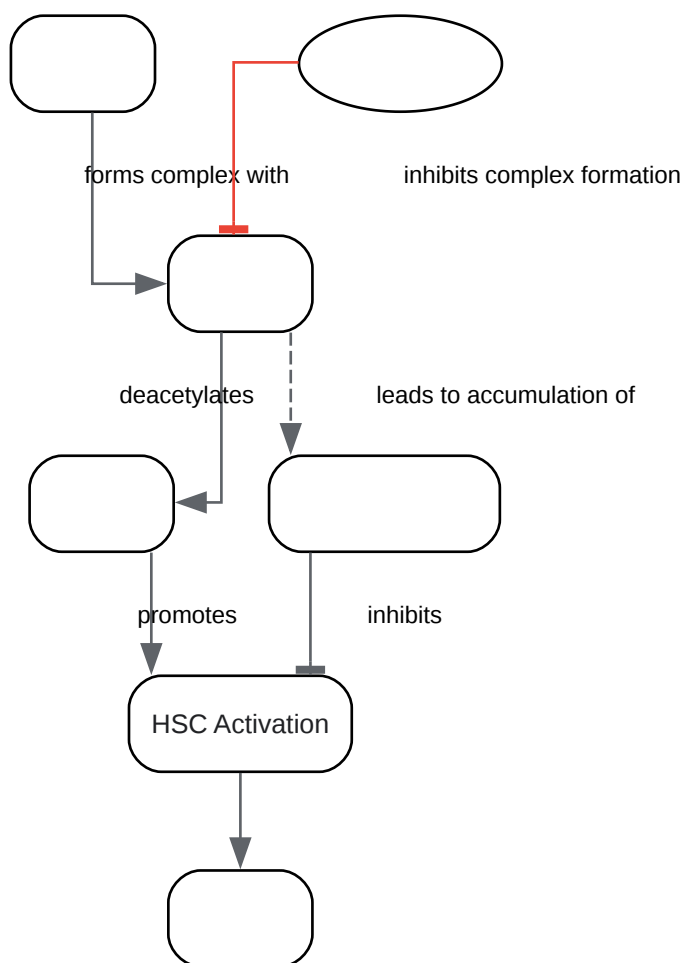 forms complex with
inhibits complex formation
deacetylates
leads to accumulation of
promotes
inhibits
HSC Activation